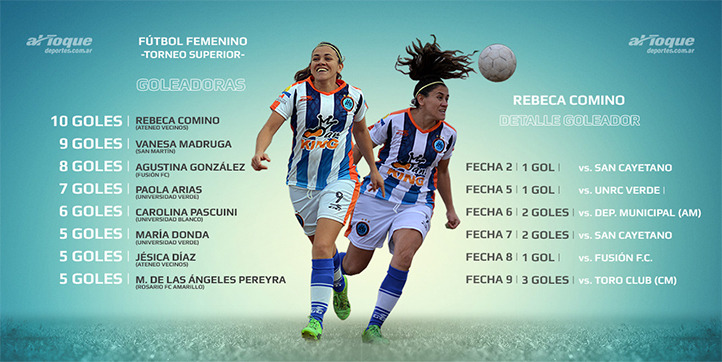 alToque
deportes.com.ar
FÚTBOL FEMENINO
-TORNEO SUPERIOR-
GOLEADORAS
10 GOLES | REBECA COMINO
(ATENEO VECINOS)
9 GOLES | VANESA MADRUGA
(SAN MARTÍN)
8 GOLES | AGUSTINA GONZÁLEZ
(FUSIÓN FC)
7 GOLES | PAOLA ARIAS
(UNIVERSIDAD VERDE)
6 GOLES | CAROLINA PASCUINI
(UNIVERSIDAD BLANCO)
5 GOLES | MARÍA DONDA
(UNIVERSIDAD VERDE)
5 GOLES | JÉSICA DÍAZ
(ATENEO VECINOS)
5 GOLES | M. DE LAS ÁNGELES PEREYRA
(ROSARIO FC AMARILLO)
KING
9
KING
alToque
deportes.com.ar
REBECA COMINO
DETALLE GOLEADOR
FECHA 2 | 1 GOL | vs. SAN CAYETANO
FECHA 5 | 1 GOL | vs. UNRC VERDE |
FECHA 6 | 2 GOLES | vs. DEP. MUNICIPAL (AM)
FECHA 7 | 2 GOLES | vs. SAN CAYETANO
FECHA 8 | 1 GOL | vs. FUSIÓN F.C.
FECHA 9 | 3 GOLES | vs. TORO CLUB (CM)